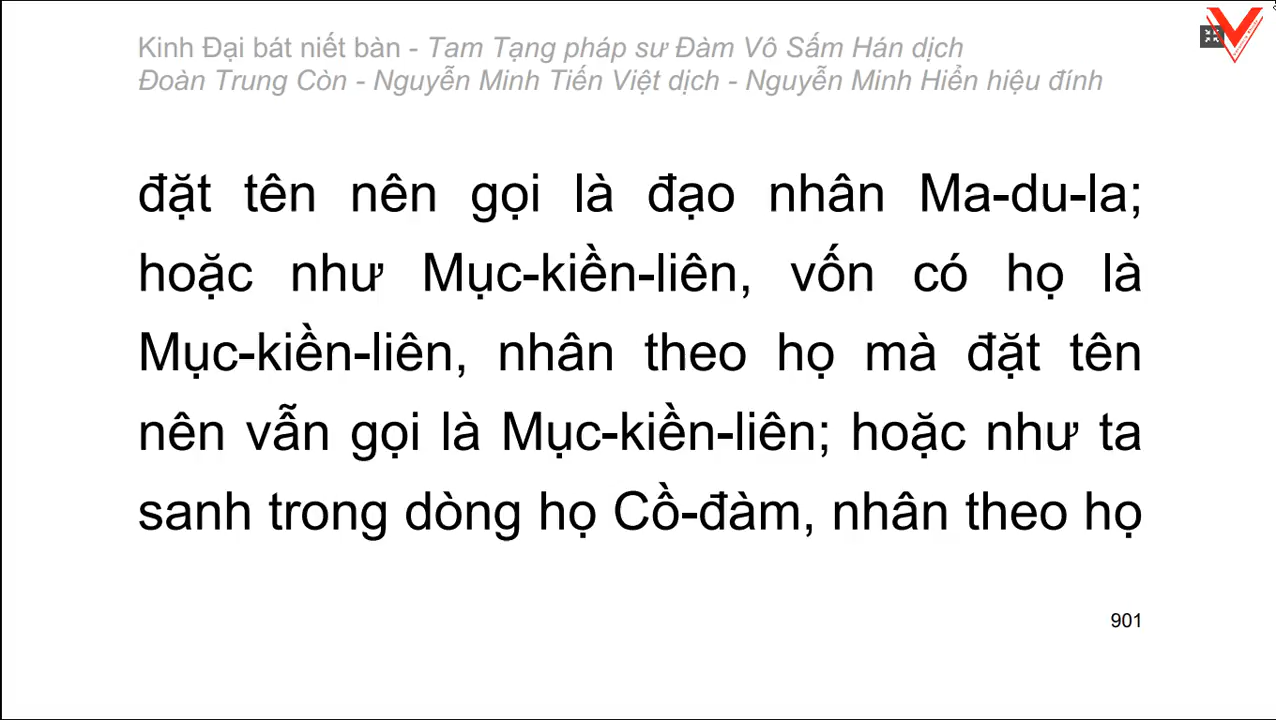 Kinh Đại bát niết bàn - Tam Tạng pháp sư Đàm Vô Sấm Hán dịch
Đoàn Trung Còn - Nguyễn Minh Tiến Việt dịch - Nguyễn Minh Hiển hiệu đính
đặt tên nên gọi là đạo nhân Ma-du-la;
hoặc như Mục-kiền-liên, vốn có họ là
Mục-kiền-liên, nhân theo họ mà đặt tên
nên vẫn gọi là Mục-kiền-liên; hoặc như ta
sanh trong dòng họ Cồ-đàm, nhân theo họ
901